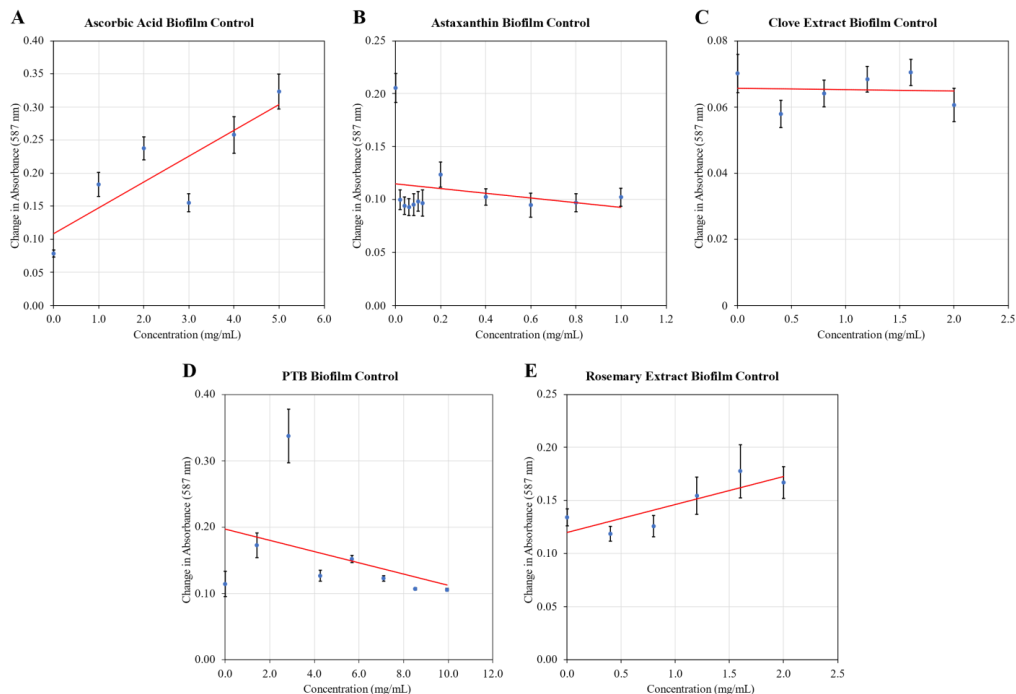 A
Ascorbic Acid Biofilm Control
Change in Absorbance (587 nm)
0.40
0.35
0.30
0.25
0.20
0.15
0.10
0.05
0.00
0.0 1.0 2.0 3.0 4.0 5.0 6.0
Concentration (mg/mL)
B
Astaxanthin Biofilm Control
Change in Absorbance (587 nm)
0.25
0.20
0.15
0.10
0.05
0.00
0.0 0.2 0.4 0.6 0.8 1.0 1.2
Concentration (mg/mL)
C
Clove Extract Biofilm Control
Change in Absorbance (587 nm)
0.08
0.06
0.04
0.02
0
0.0 0.5 1.0 1.5 2.0 2.5
Concentration (mg/mL)
D
PTB Biofilm Control
Change in Absorbance (587 nm)
0.40
0.30
0.20
0.10
0.00
0.0 2.0 4.0 6.0 8.0 10.0 12.0
Concentration (mg/mL)
E
Rosemary Extract Biofilm Control
Change in Absorbance (587 nm)
0.25
0.20
0.15
0.10
0.05
0.00
0.0 0.5 1.0 1.5 2.0 2.5
Concentration (mg/mL)